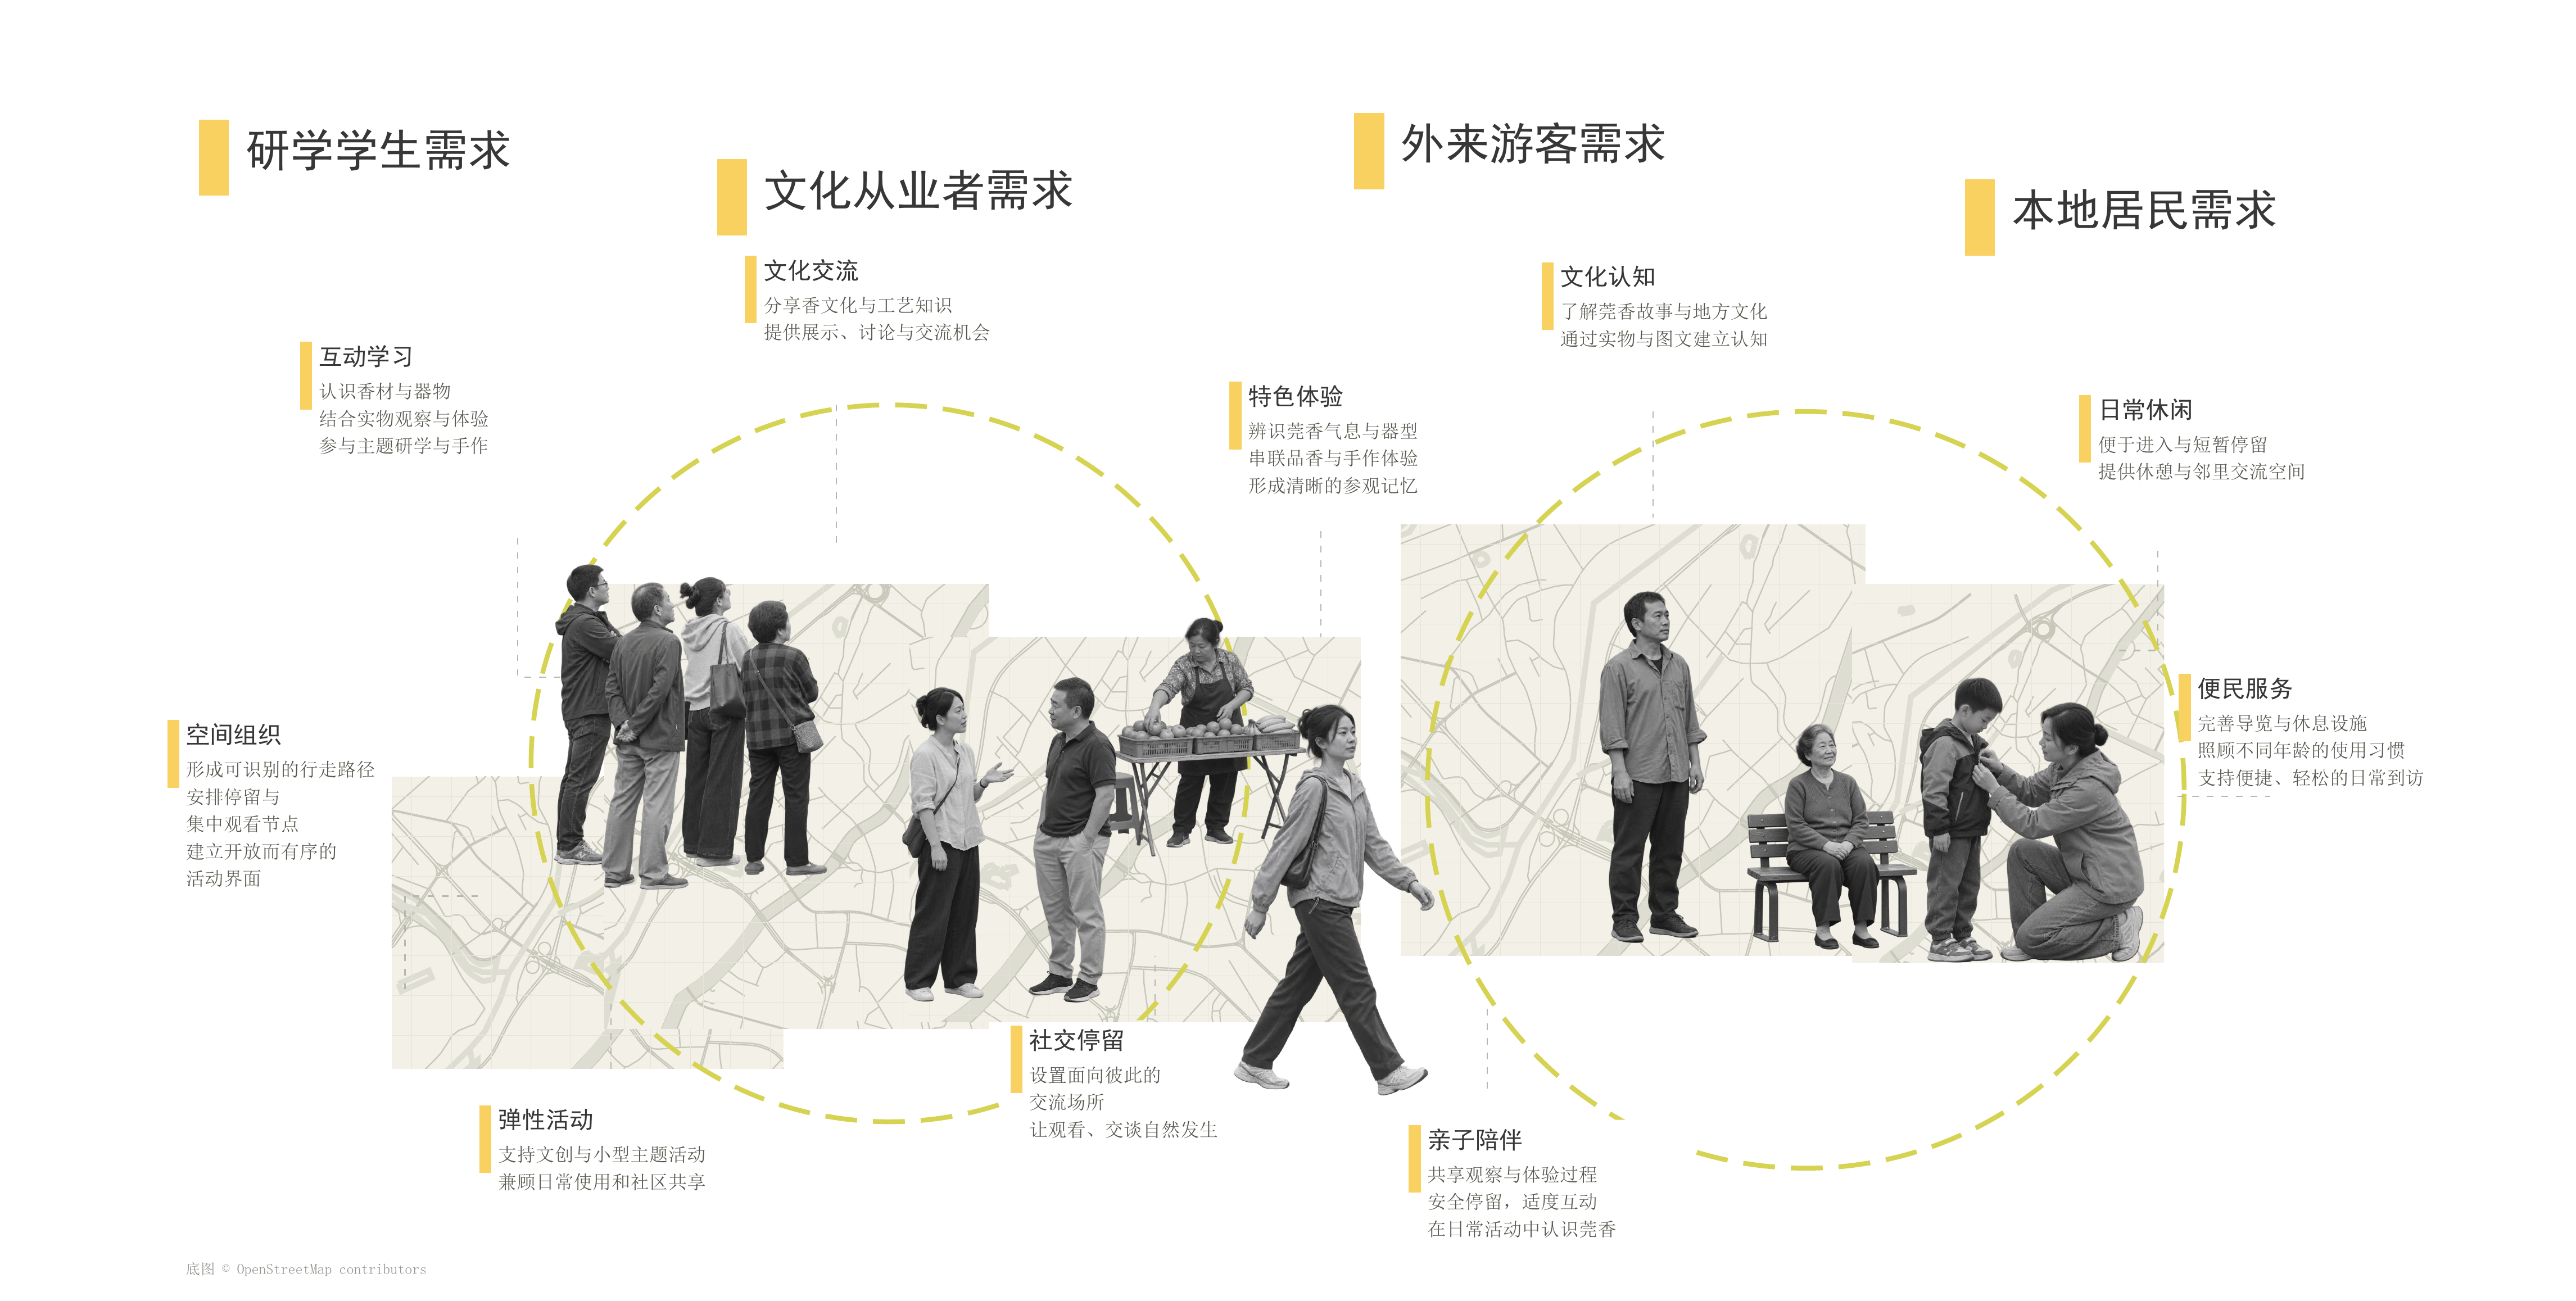 研学学生需求
文化从业者需求
外来游客需求
本地居民需求
文化交流
分享香文化与工艺知识
提供展示、讨论与交流机会
文化认知
了解莞香故事与地方文化
通过实物与图文建立认知
互动学习
认识香材与器物
结合实物观察与体验
参与主题研学与手作
特色体验
辨识莞香气息与器型
串联品香与手作体验
形成清晰的参观记忆
日常休闲
便于进入与短暂停留
提供休憩与邻里交流空间
空间组织
形成可识别的行走路径
安排停留与
集中观看节点
建立开放而有序的
活动界面
便民服务
完善导览与休息设施
照顾不同年龄的使用习惯
支持便捷、轻松的日常到访
弹性活动
支持文创与小型主题活动
兼顾日常使用和社区共享
社交停留
设置面向彼此的
交流场所
让观看、交谈自然发生
亲子陪伴
共享观察与体验过程
安全停留，适度互动
在日常活动中认识莞香
底图 © OpenStreetMap contributors